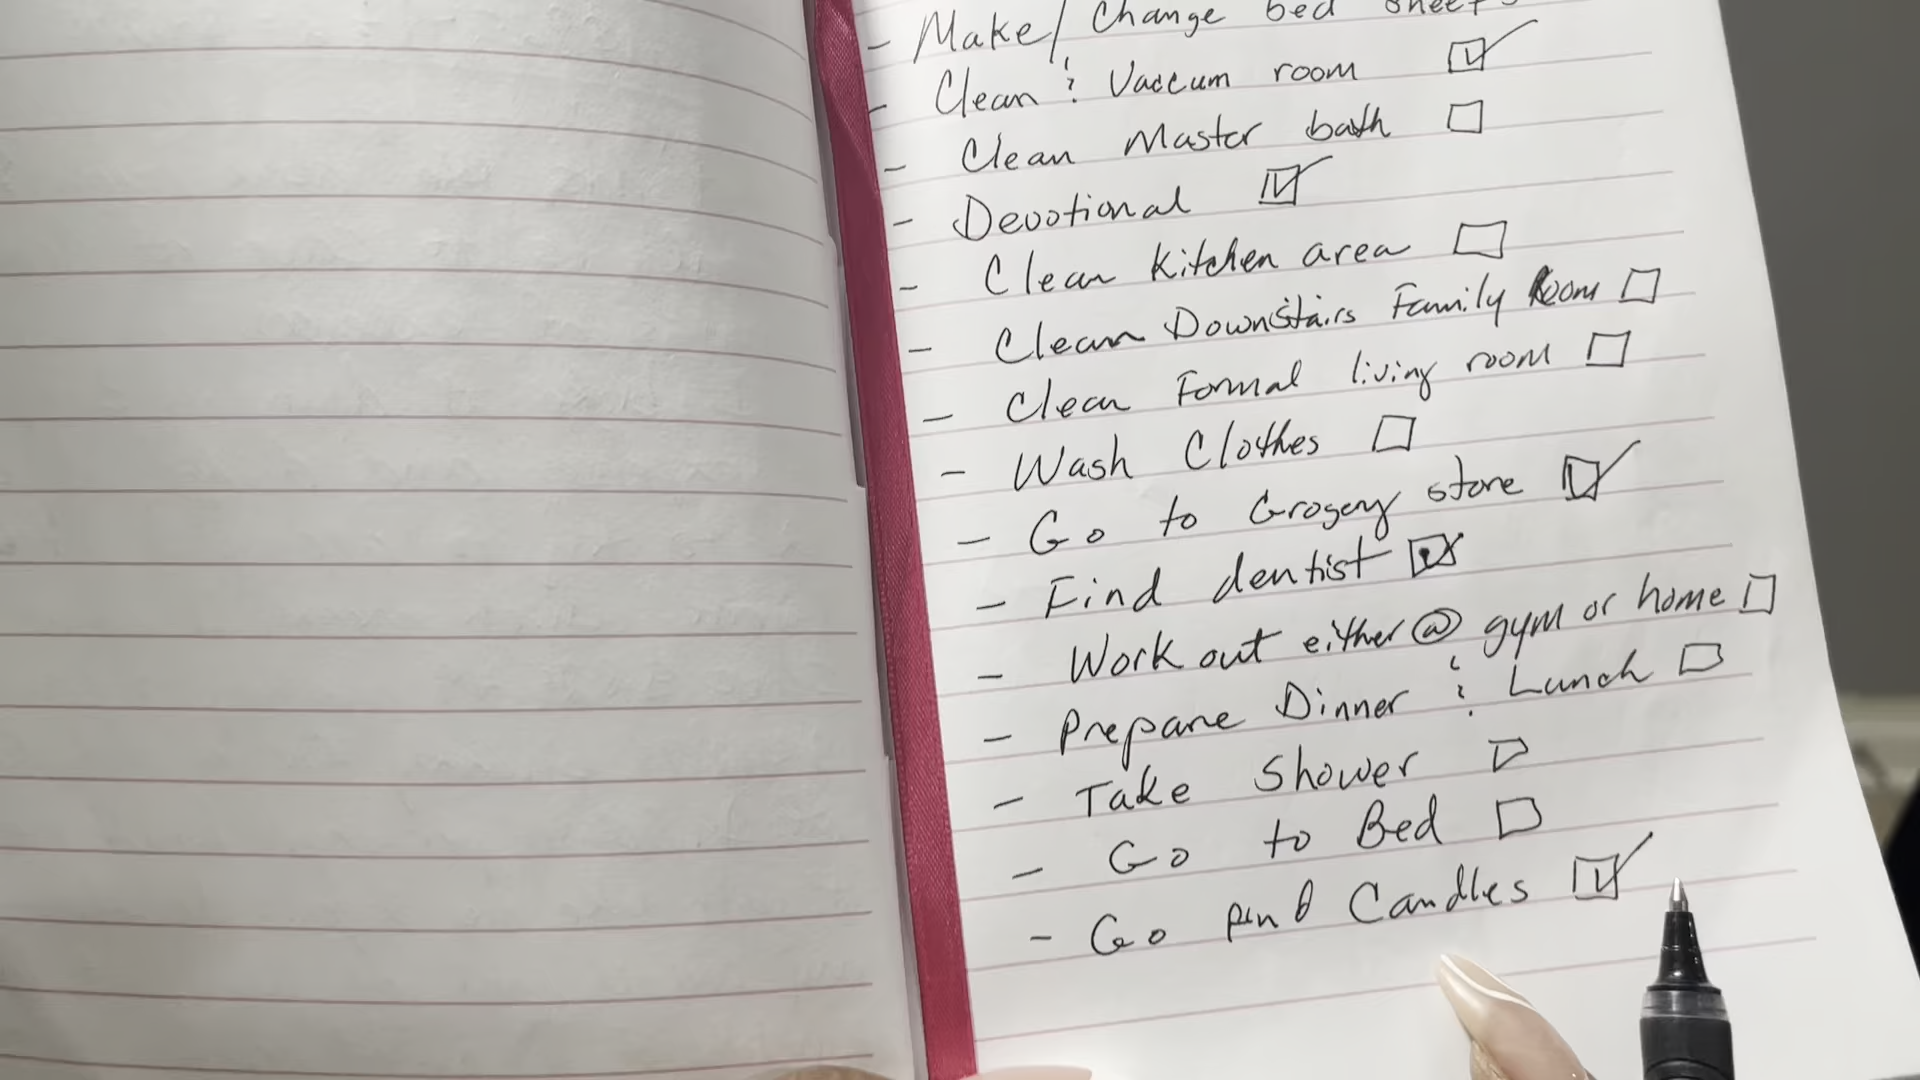 - Make/Change bed sheets
- Clean & Vaccum room ☑
- Clean Master bath ☐
- Devotional ☑
- Clean Kitchen area ☐
- Clean Downstairs Family Room ☐
- Clean Formal living room ☐
- Wash Clothes ☐
- Go to Grogery store ☑
- Find dentist ☑
- Work out either @ gym or home ☐
- Prepare Dinner & Lunch ☐
- Take Shower ☐
- Go to Bed ☐
- Go find Candles ☑